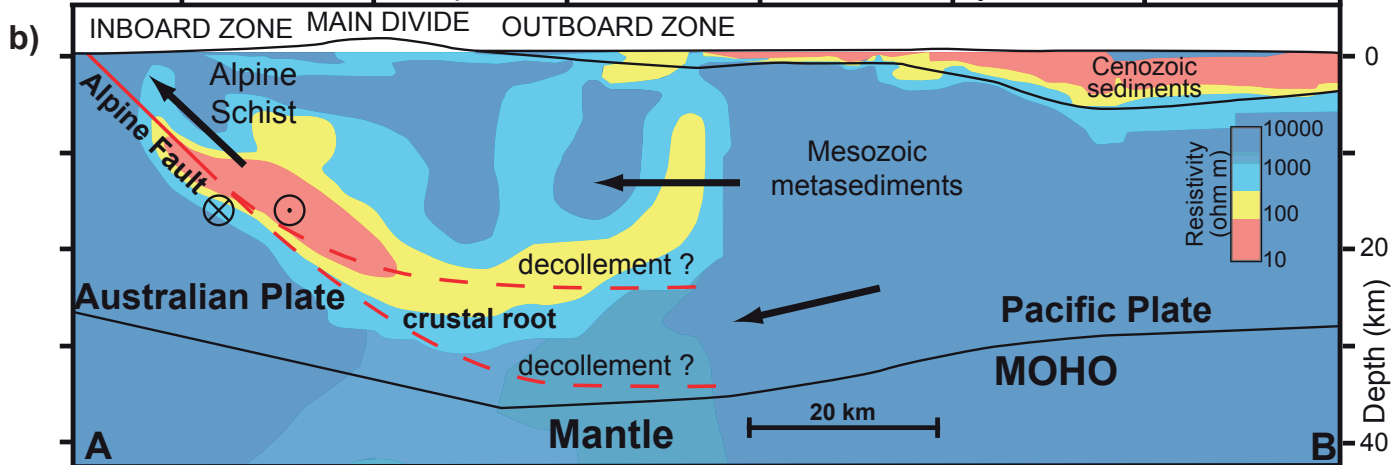 b)
INBOARD ZONE
MAIN DIVIDE
OUTBOARD ZONE
0
Alpine
Schist
Cenozoic
sediments
Alpine Fault
Mesozoic
metasediments
Resistivity
(ohm m)
10000
1000
100
10
20
decollement ?
Australian Plate
crustal root
Pacific Plate
decollement ?
MOHO
Depth (km)
20 km
A
Mantle
B
40